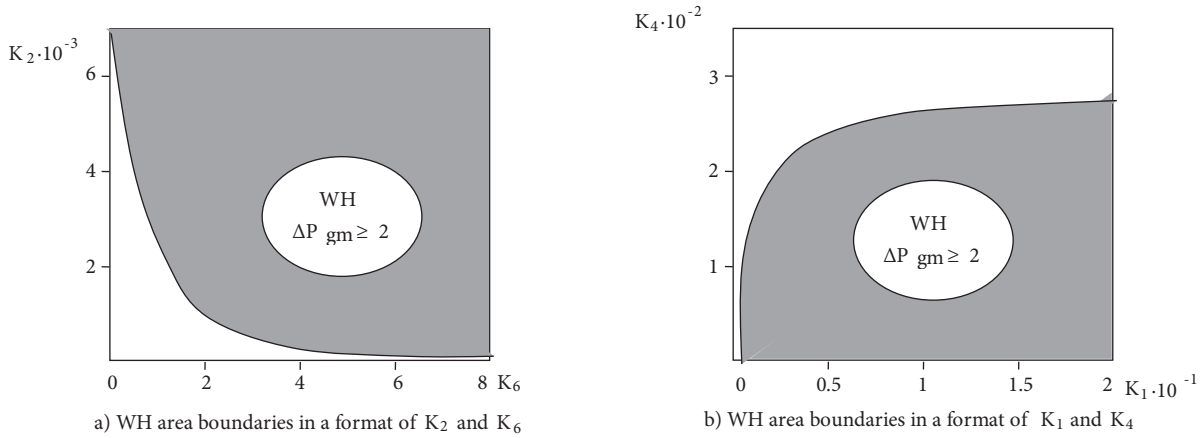 K₂·10⁻³
6
4
2
WH
ΔP gm ≥ 2
0 2 4 6 8 K₆
a) WH area boundaries in a format of K₂ and K₆
K₄·10⁻²
3
2
1
WH
ΔP gm ≥ 2
0 0.5 1 1.5 2 K₁·10⁻¹
b) WH area boundaries in a format of K₁ and K₄